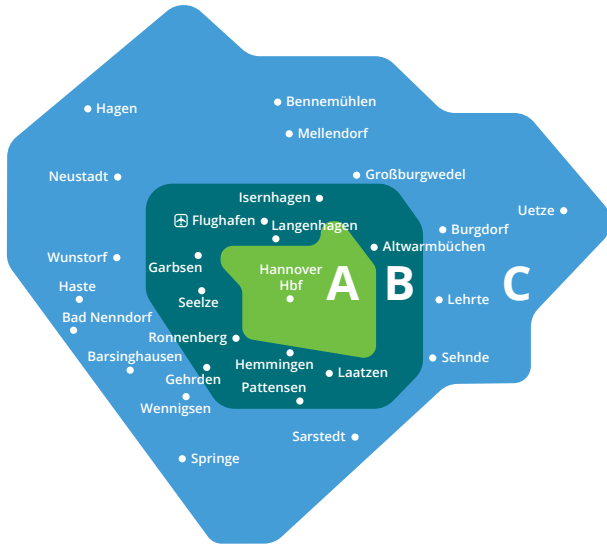 Bennemühlen
Hagen
Mellendorf
Großburgwedel
Neustadt
Isernhagen
Uetze
Flughafen
Langenhagen
Burgdorf
Altwarmbüchen
Wunstorf
Garbsen
Hannover
Hbf
A
B
C
Haste
Seelze
Lehrte
Bad Nenndorf
Ronnenberg
Barsinghausen
Sehnde
Hemmingen
Laatzen
Gehrden
Pattensen
Wennigsen
Sarstedt
Springe